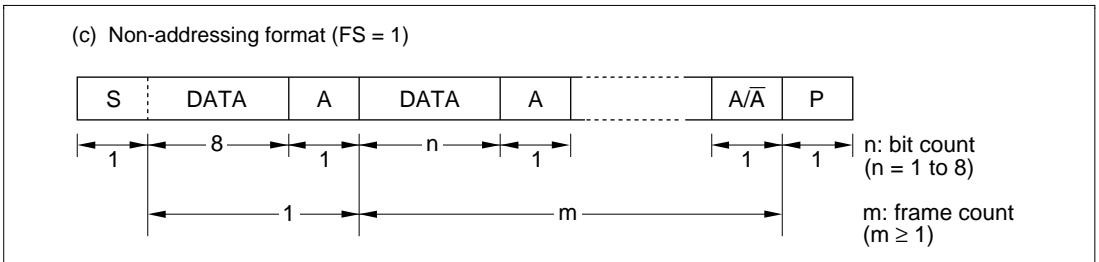 (c) Non-addressing format (FS = 1)
S DATA A DATA A A/A̅ P
1 8 1 n 1 1 1
n: bit count
(n = 1 to 8)
1 m
m: frame count
(m ≥ 1)